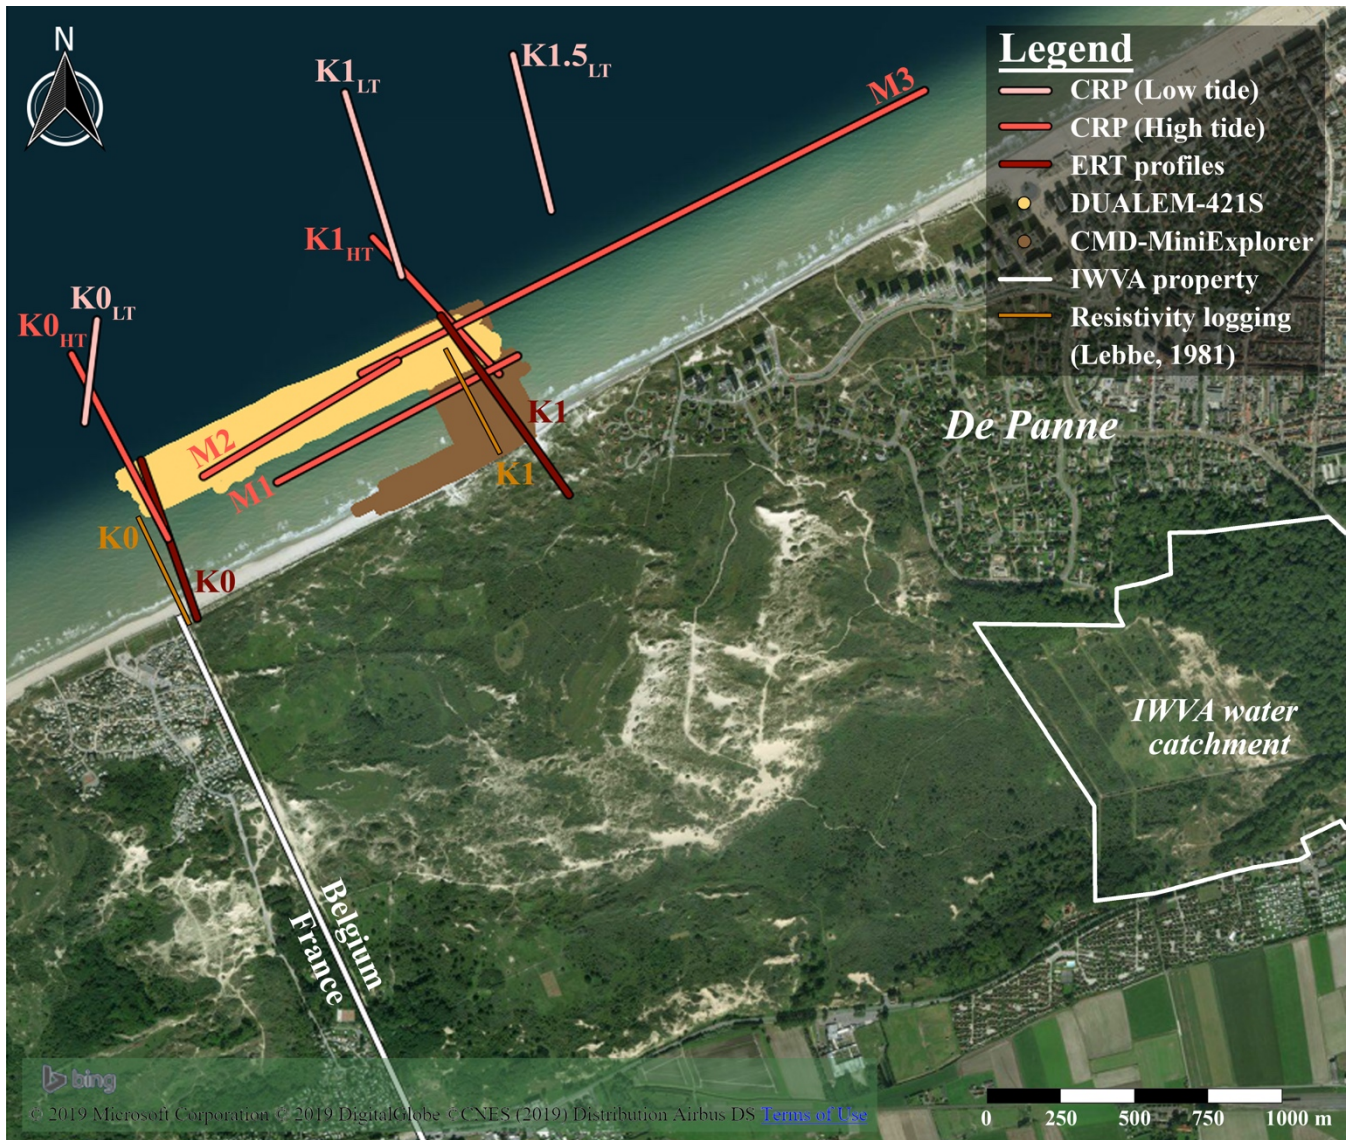 N
K1LT
K1.5LT
M3
Legend
CRP (Low tide)
CRP (High tide)
ERT profiles
DUALEM-421S
CMD-MiniExplorer
IWVA property
Resistivity logging
(Lebbe, 1981)
K1HT
K0LT
K0HT
K1
De Panne
M2
K1
M1
K0
K0
IWVA water
catchment
Belgium
France
bing
© 2019 Microsoft Corporation © 2019 DigitalGlobe ©CNES (2019) Distribution Airbus DS Terms of Use
0 250 500 750 1000 m